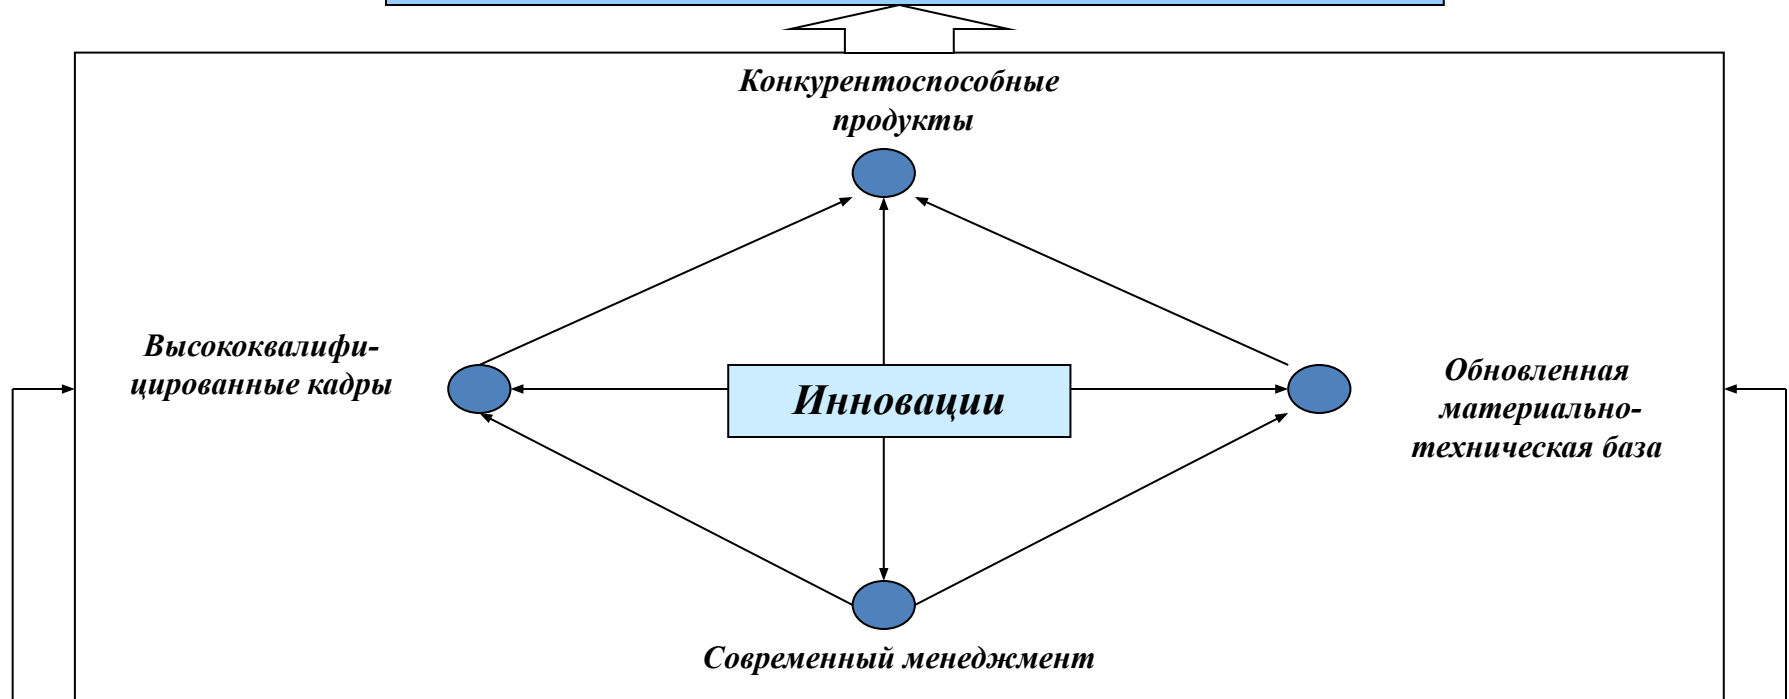 Конкурентоспособные
продукты
Высококвалифи-
цированные кадры
Инновации
Обновленная
материально-
техническая база
Современный менеджмент